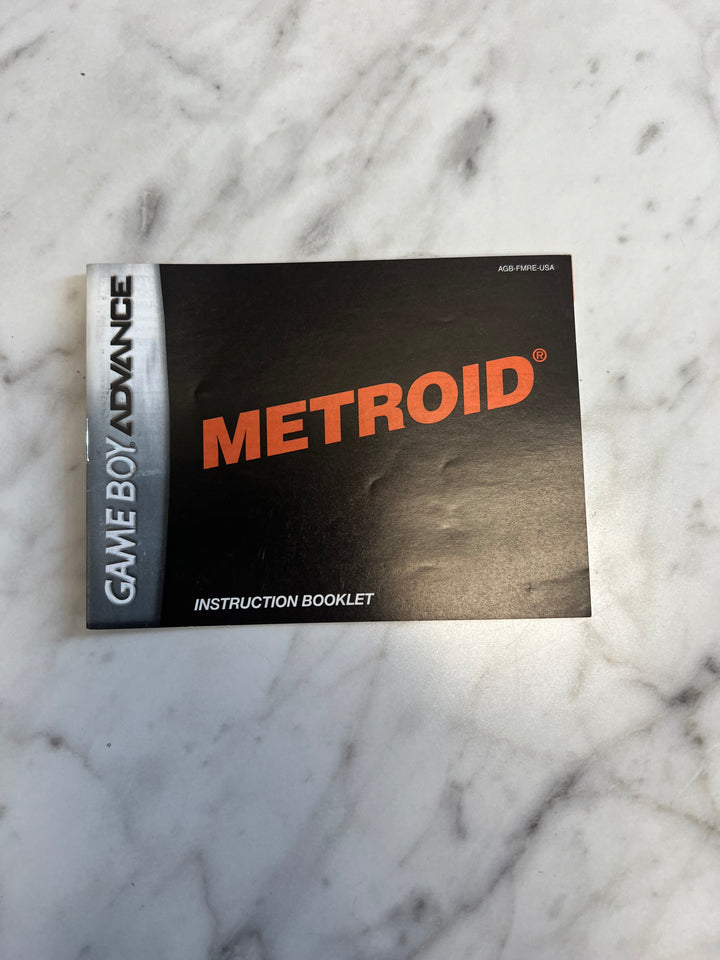 AGB-FMRE-USA
GAME BOY ADVANCE
METROID®
INSTRUCTION BOOKLET